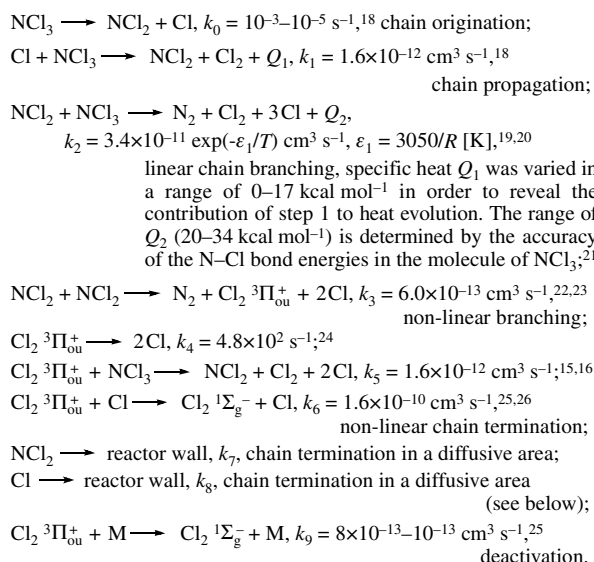 NCl₃ ⟶ NCl₂ + Cl, k₀ = 10⁻³–10⁻⁵ s⁻¹,¹⁸ chain origination;
Cl + NCl₃ ⟶ NCl₂ + Cl₂ + Q₁, k₁ = 1.6×10⁻¹² cm³ s⁻¹,¹⁸
chain propagation;
NCl₂ + NCl₃ ⟶ N₂ + Cl₂ + 3Cl + Q₂,
k₂ = 3.4×10⁻¹¹ exp(-ε₁/T) cm³ s⁻¹, ε₁ = 3050/R [K],¹⁹,²⁰
linear chain branching, specific heat Q₁ was varied in
a range of 0–17 kcal mol⁻¹ in order to reveal the
contribution of step 1 to heat evolution. The range of
Q₂ (20–34 kcal mol⁻¹) is determined by the accuracy
of the N–Cl bond energies in the molecule of NCl₃;²¹
NCl₂ + NCl₂ ⟶ N₂ + Cl₂ ³Π⁺ₒᵤ + 2Cl, k₃ = 6.0×10⁻¹³ cm³ s⁻¹,²²,²³
non-linear branching;
Cl₂ ³Π⁺ₒᵤ ⟶ 2Cl, k₄ = 4.8×10² s⁻¹;²⁴
Cl₂ ³Π⁺ₒᵤ + NCl₃ ⟶ NCl₂ + Cl₂ + 2Cl, k₅ = 1.6×10⁻¹² cm³ s⁻¹;¹⁵,¹⁶
Cl₂ ³Π⁺ₒᵤ + Cl ⟶ Cl₂ ¹Σg⁻ + Cl, k₆ = 1.6×10⁻¹⁰ cm³ s⁻¹,²⁵,²⁶
non-linear chain termination;
NCl₂ ⟶ reactor wall, k₇, chain termination in a diffusive area;
Cl ⟶ reactor wall, k₈, chain termination in a diffusive area
(see below);
Cl₂ ³Π⁺ₒᵤ + M ⟶ Cl₂ ¹Σg⁻ + M, k₉ = 8×10⁻¹³–10⁻¹³ cm³ s⁻¹,²⁵
deactivation.